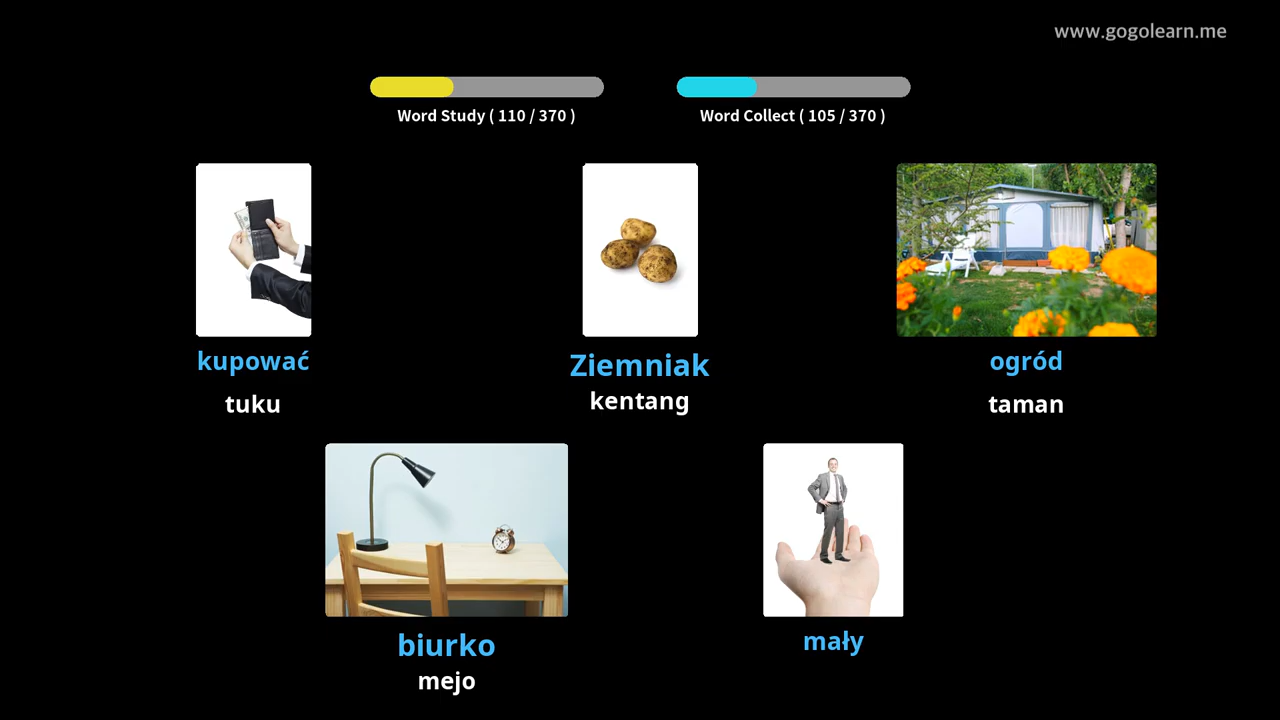 www.gogolearn.me
Word Study ( 110 / 370 )
Word Collect ( 105 / 370 )
kupować
tuku
Ziemniak
kentang
ogród
taman
biurko
mejo
mały